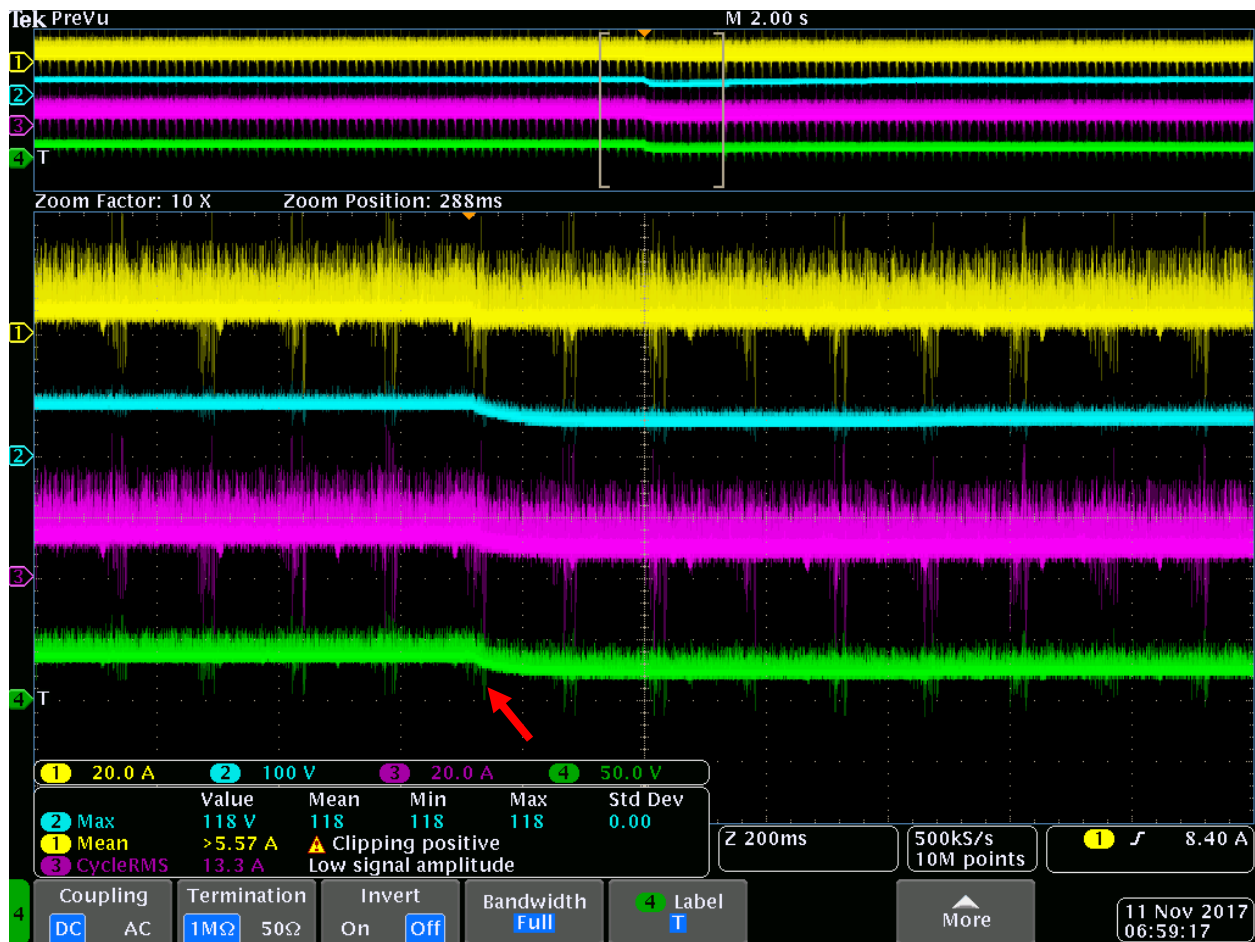 Tek PreVu M 2.00 s
1
2
3
4 T
Zoom Factor: 10 X Zoom Position: 288ms
1
2
3
4 T
1 20.0 A 2 100 V 3 20.0 A 4 50.0 V
Value Mean Min Max Std Dev
2 Max 118 V 118 118 118 0.00
1 Mean >5.57 A Clipping positive
3 CycleRMS 13.3 A Low signal amplitude
Z 200ms
500kS/s
10M points
1 8.40 A
4
Coupling
DC AC
Termination
1MΩ 50Ω
Invert
On Off
Bandwidth
Full
4 Label
T
More
11 Nov 2017
06:59:17